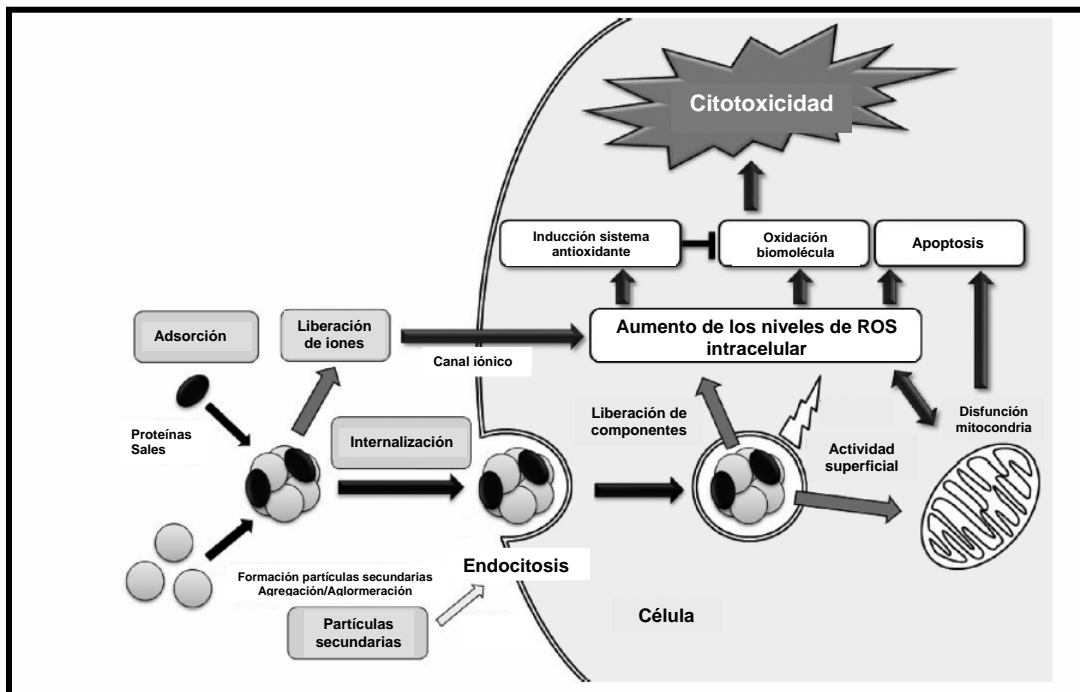 Citotoxicidad
Inducción sistema
antioxidante
Oxidación
biomolécula
Apoptosis
Adsorción
Liberación
de iones
Canal iónico
Aumento de los niveles de ROS
intracelular
Proteínas
Sales
Internalización
Liberación de
componentes
Actividad
superficial
Disfunción
mitocondria
Endocitosis
Formación partículas secundarias
Agregación/Aglormeración
Partículas
secundarias
Célula